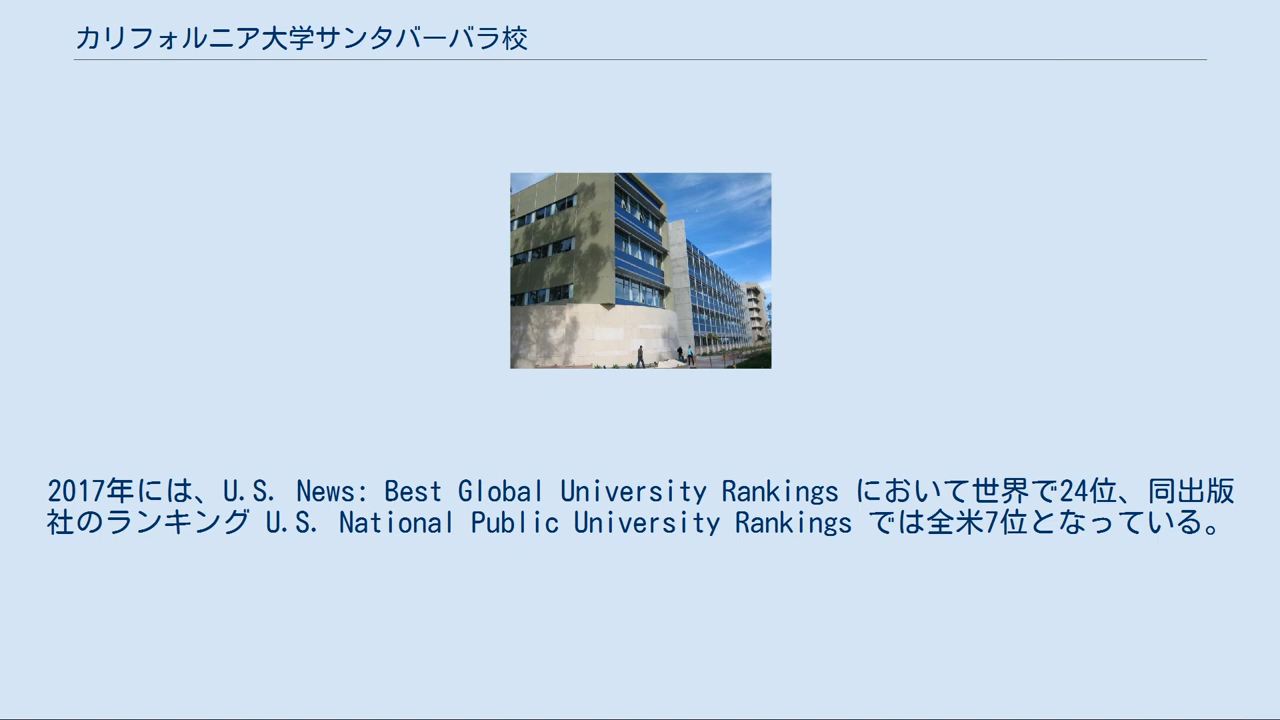 カリフォルニア大学サンタバーバラ校
2017年には、U.S. News: Best Global University Rankings において世界で24位、同出版
社のランキング U.S. National Public University Rankings では全米7位となっている。